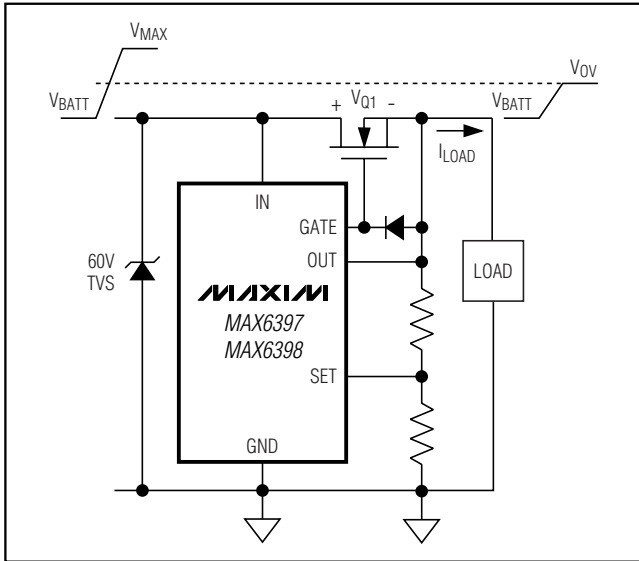 VMAX
VOV
VBATT
VQ1
VBATT
+ -
ILOAD
IN
GATE
60V
TVS
OUT
LOAD
MAXIM
MAX6397
MAX6398
SET
GND